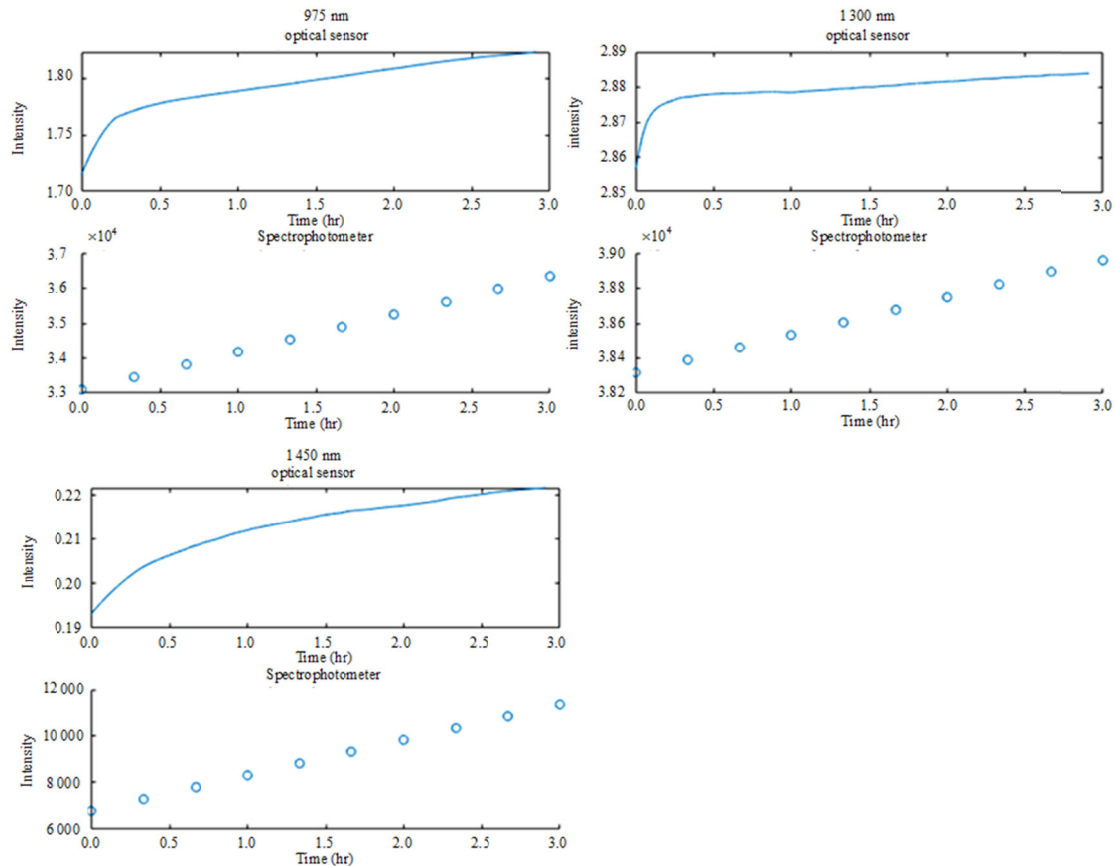 975 nm
optical sensor
Intensity
1.80
1.75
1.70
0.0 0.5 1.0 1.5 2.0 2.5 3.0
Time (hr)
Spectrophotometer
×10⁴
Intensity
3.7
3.6
3.5
3.4
3.3
0.0 0.5 1.0 1.5 2.0 2.5 3.0
Time (hr)
1 300 nm
optical sensor
intensity
2.89
2.88
2.87
2.86
2.85
0.0 0.5 1.0 1.5 2.0 2.5 3.0
Time (hr)
Spectrophotometer
×10⁴
intensity
3.90
3.88
3.86
3.84
3.82
0.0 0.5 1.0 1.5 2.0 2.5 3.0
Time (hr)
1 450 nm
optical sensor
Intensity
0.22
0.21
0.20
0.19
0.0 0.5 1.0 1.5 2.0 2.5 3.0
Time (hr)
Spectrophotometer
Intensity
12 000
10 000
8 000
6 000
0.0 0.5 1.0 1.5 2.0 2.5 3.0
Time (hr)